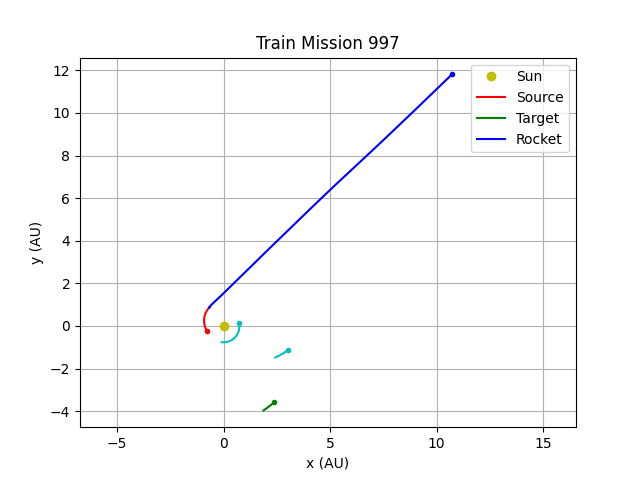 Train Mission 997
Sun
Source
Target
Rocket
12
10
8
6
4
2
0
−2
−4
−5
0
5
10
15
y (AU)
x (AU)